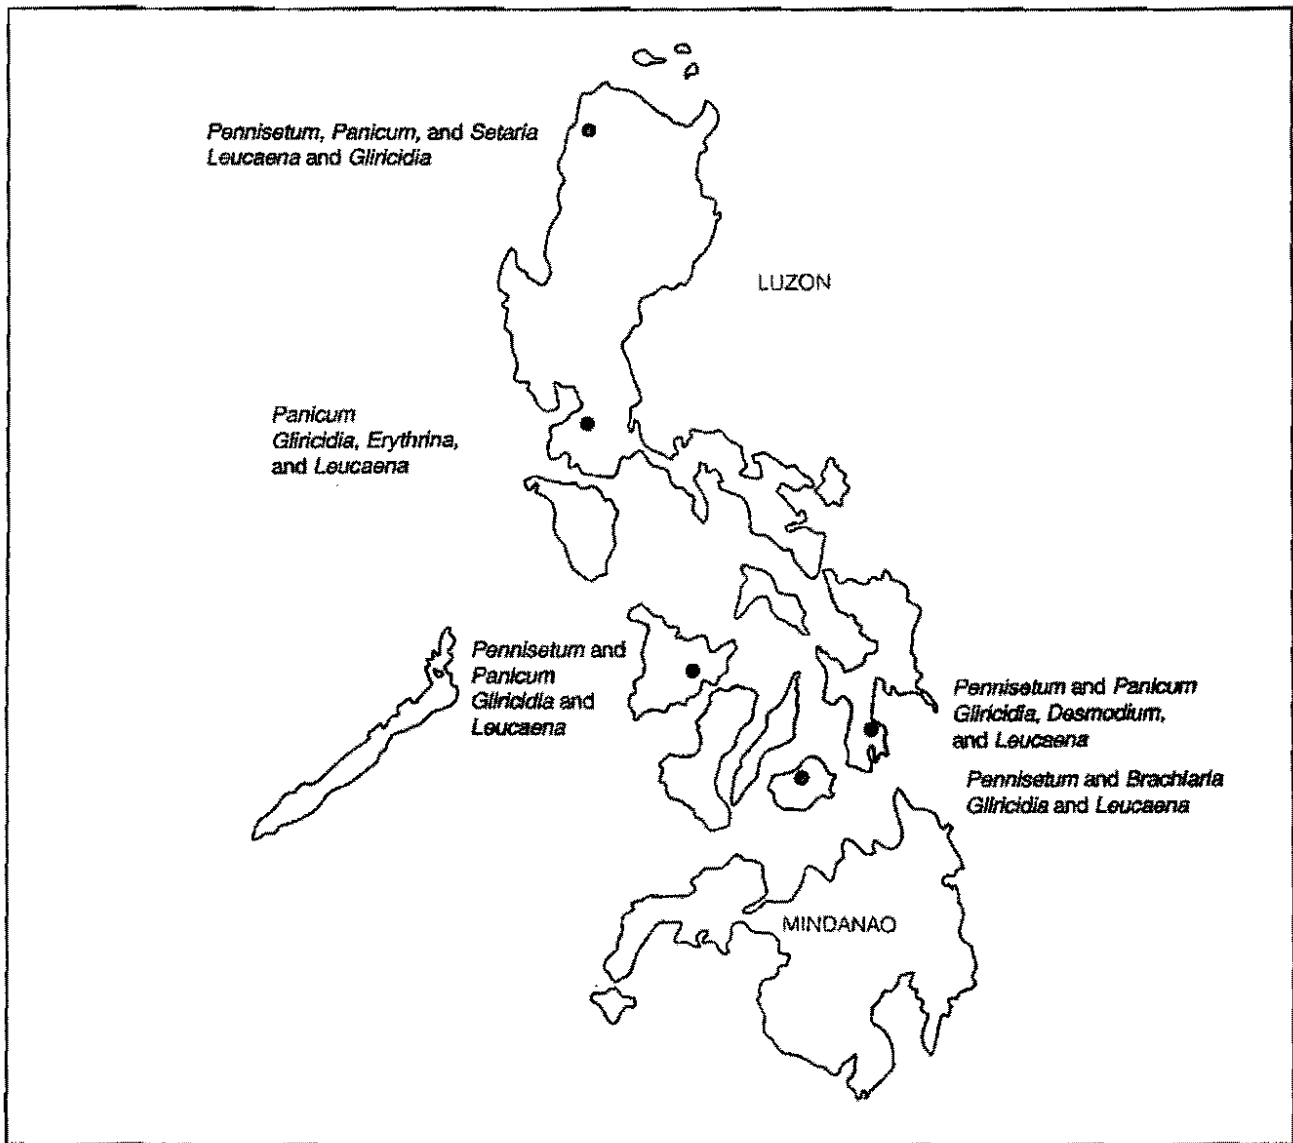 Pennisetum, Panicum, and Setaria
Leucaena and Gliricidia
LUZON
Panicum
Gliricidia, Erythrina,
and Leucaena
Pennisetum and
Panicum
Gliricidia and
Leucaena
Pennisetum and Panicum
Gliricidia, Desmodium,
and Leucaena
Pennisetum and Brachiaria
Gliricidia and Leucaena
MINDANAO